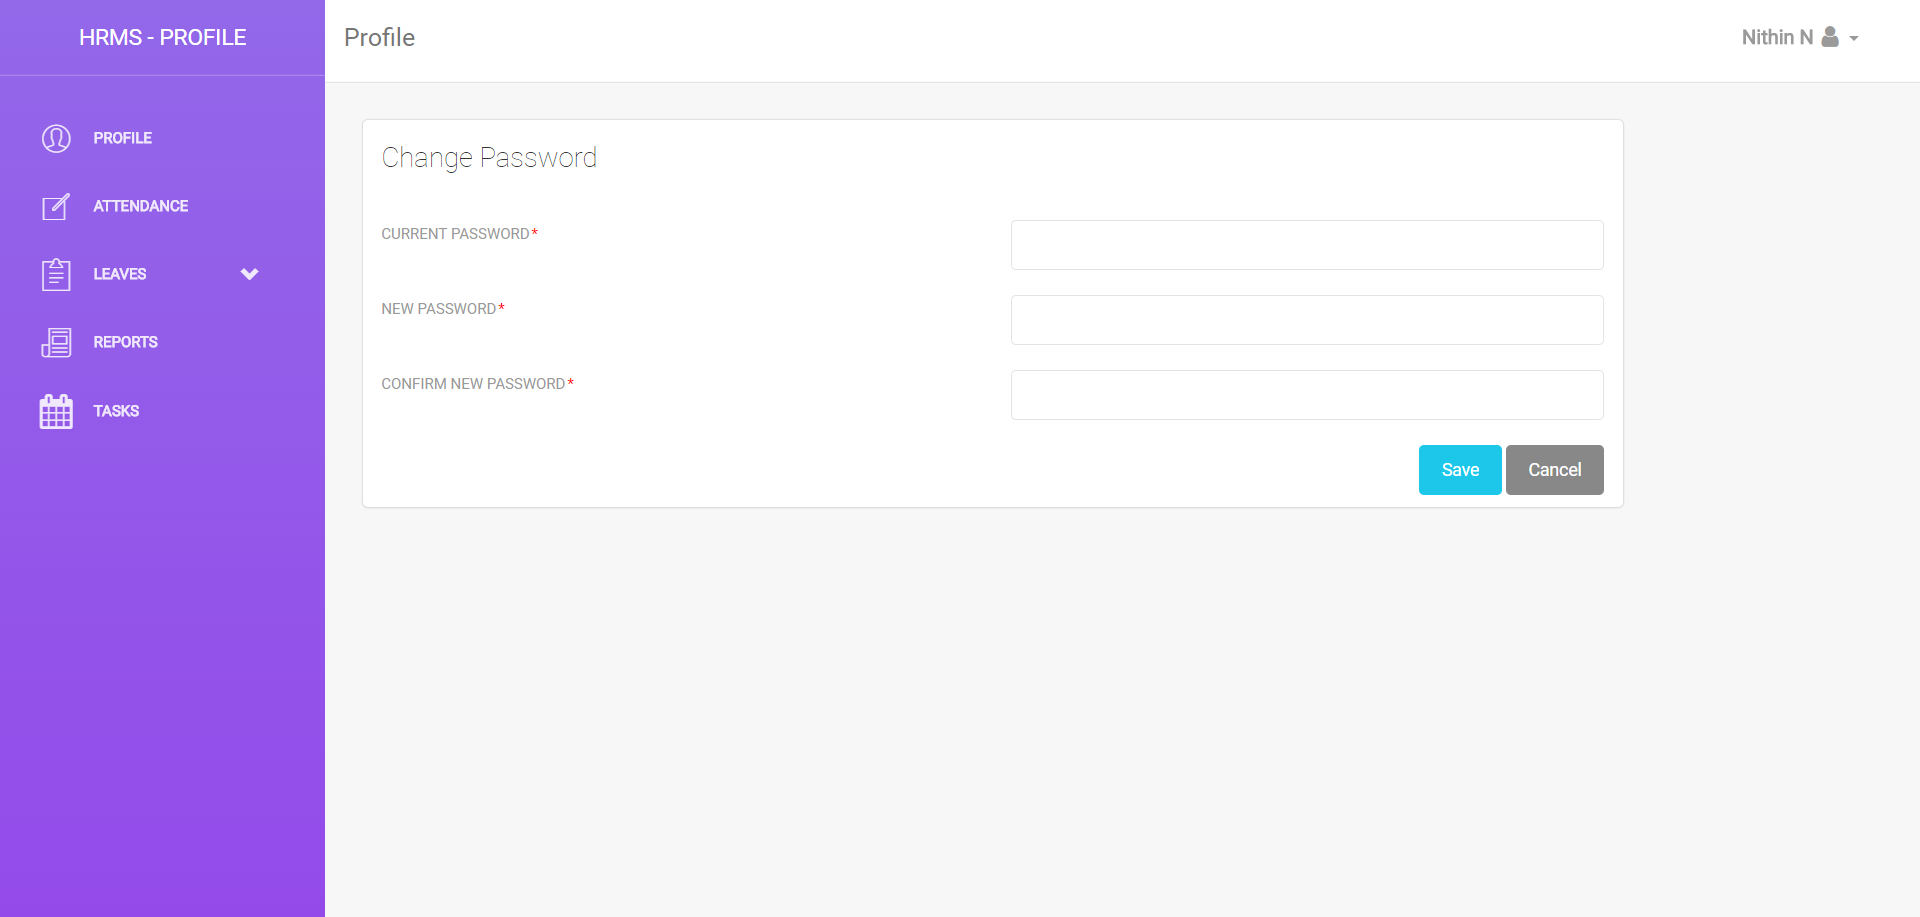 HRMS - PROFILE
Profile
Nithin N
PROFILE
ATTENDANCE
LEAVES
REPORTS
TASKS
Change Password
CURRENT PASSWORD*
NEW PASSWORD*
CONFIRM NEW PASSWORD*
Save Cancel